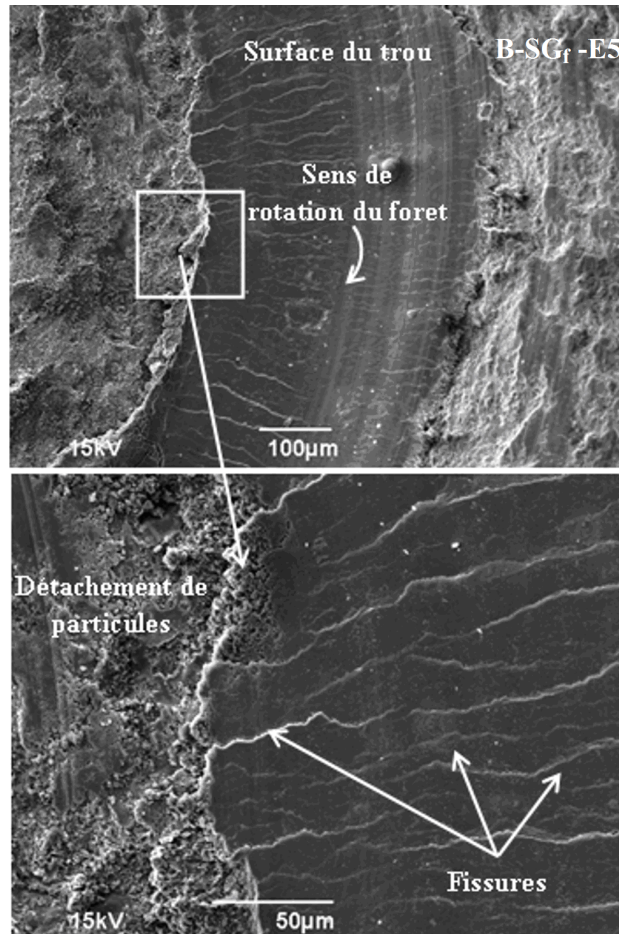 Surface du trou
B-SGf -E5
Sens de
rotation du foret
15kV
100µm
Détachement de
particules
Fissures
15kV
50µm